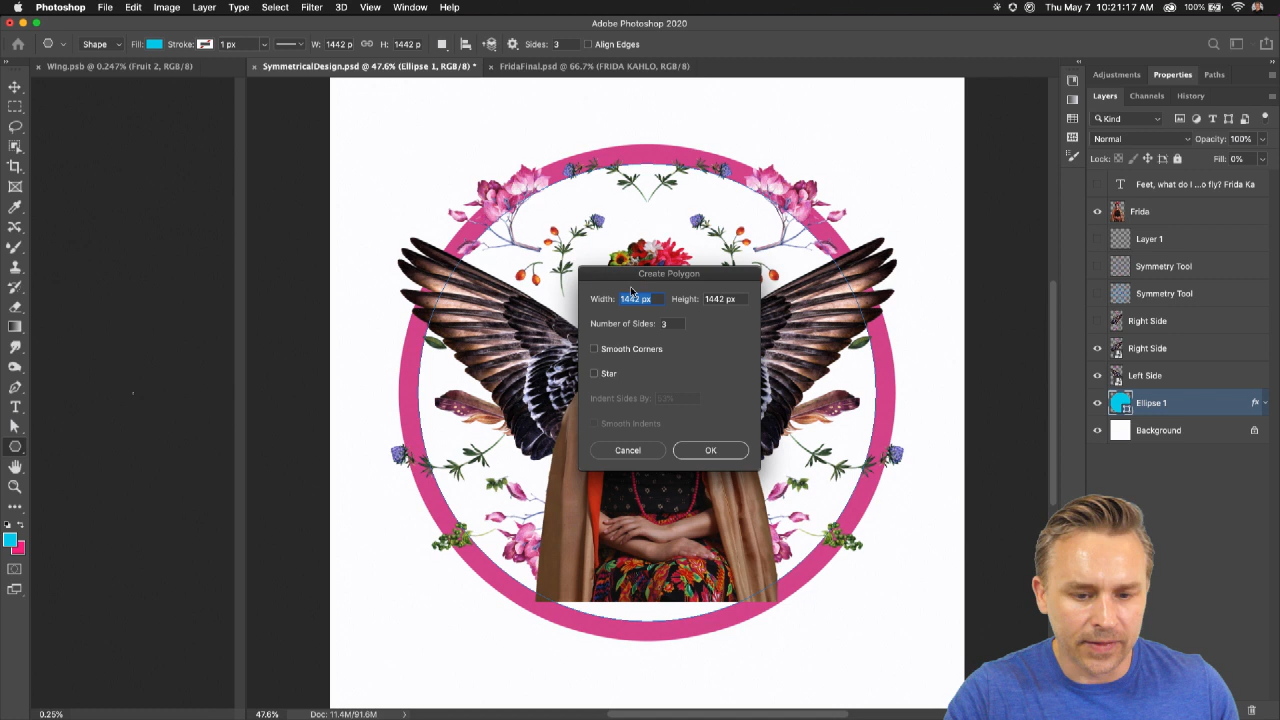 Photoshop File Edit Image Layer Type Select Filter 3D View Window Help 100% Thu May 7 10:21:17 AM
Adobe Photoshop 2020
Shape Fill: Stroke: 1 px W: 1442 p H: 1442 p Sides: 3 Align Edges
Wing.psb @ 0.247% (Fruit 2, RGB/8) SymmetricalDesign.psd @ 47.6% (Ellipse 1, RGB/8) * FridaFinal.psd @ 66.7% (FRIDA KAHLO, RGB/8)
Adjustments Properties Paths
Layers Channels History
Kind
Normal Opacity: 100%
Lock: Fill: 0%
Feet, what do I ...o fly? Frida Ka
Frida
Layer 1
Symmetry Tool
Symmetry Tool
Right Side
Right Side
Left Side
Ellipse 1 fx
Background
Create Polygon
Width: 1442 px Height: 1442 px
Number of Sides: 3
Smooth Corners
Star
Indent Sides By: 50%
Smooth Indents
Cancel OK
0.25% 47.6% Doc: 11.4M/91.6M